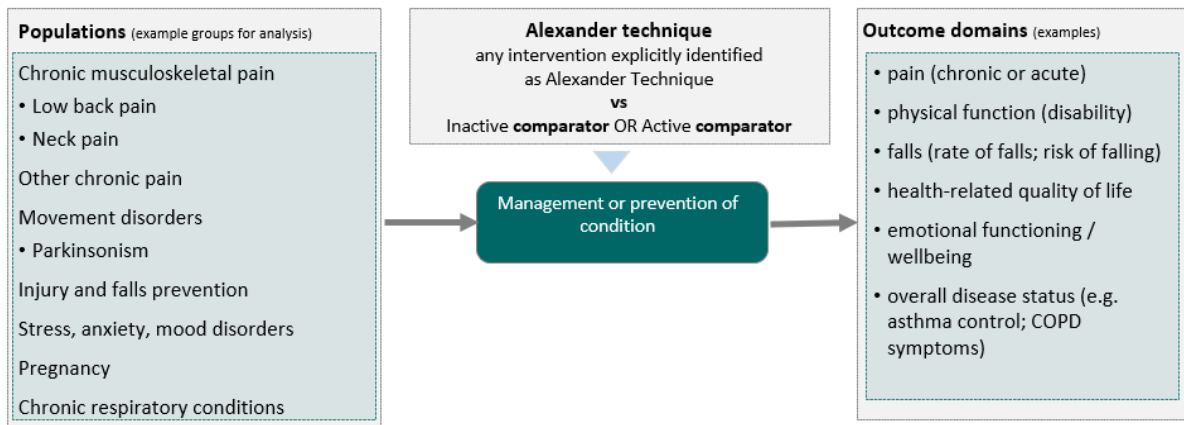 Populations (example groups for analysis)
Chronic musculoskeletal pain
• Low back pain
• Neck pain
Other chronic pain
Movement disorders
• Parkinsonism
Injury and falls prevention
Stress, anxiety, mood disorders
Pregnancy
Chronic respiratory conditions
Alexander technique
any intervention explicitly identified
as Alexander Technique
vs
Inactive comparator OR Active comparator
Management or prevention of
condition
Outcome domains (examples)
• pain (chronic or acute)
• physical function (disability)
• falls (rate of falls; risk of falling)
• health-related quality of life
• emotional functioning /
wellbeing
• overall disease status (e.g.
asthma control; COPD
symptoms)